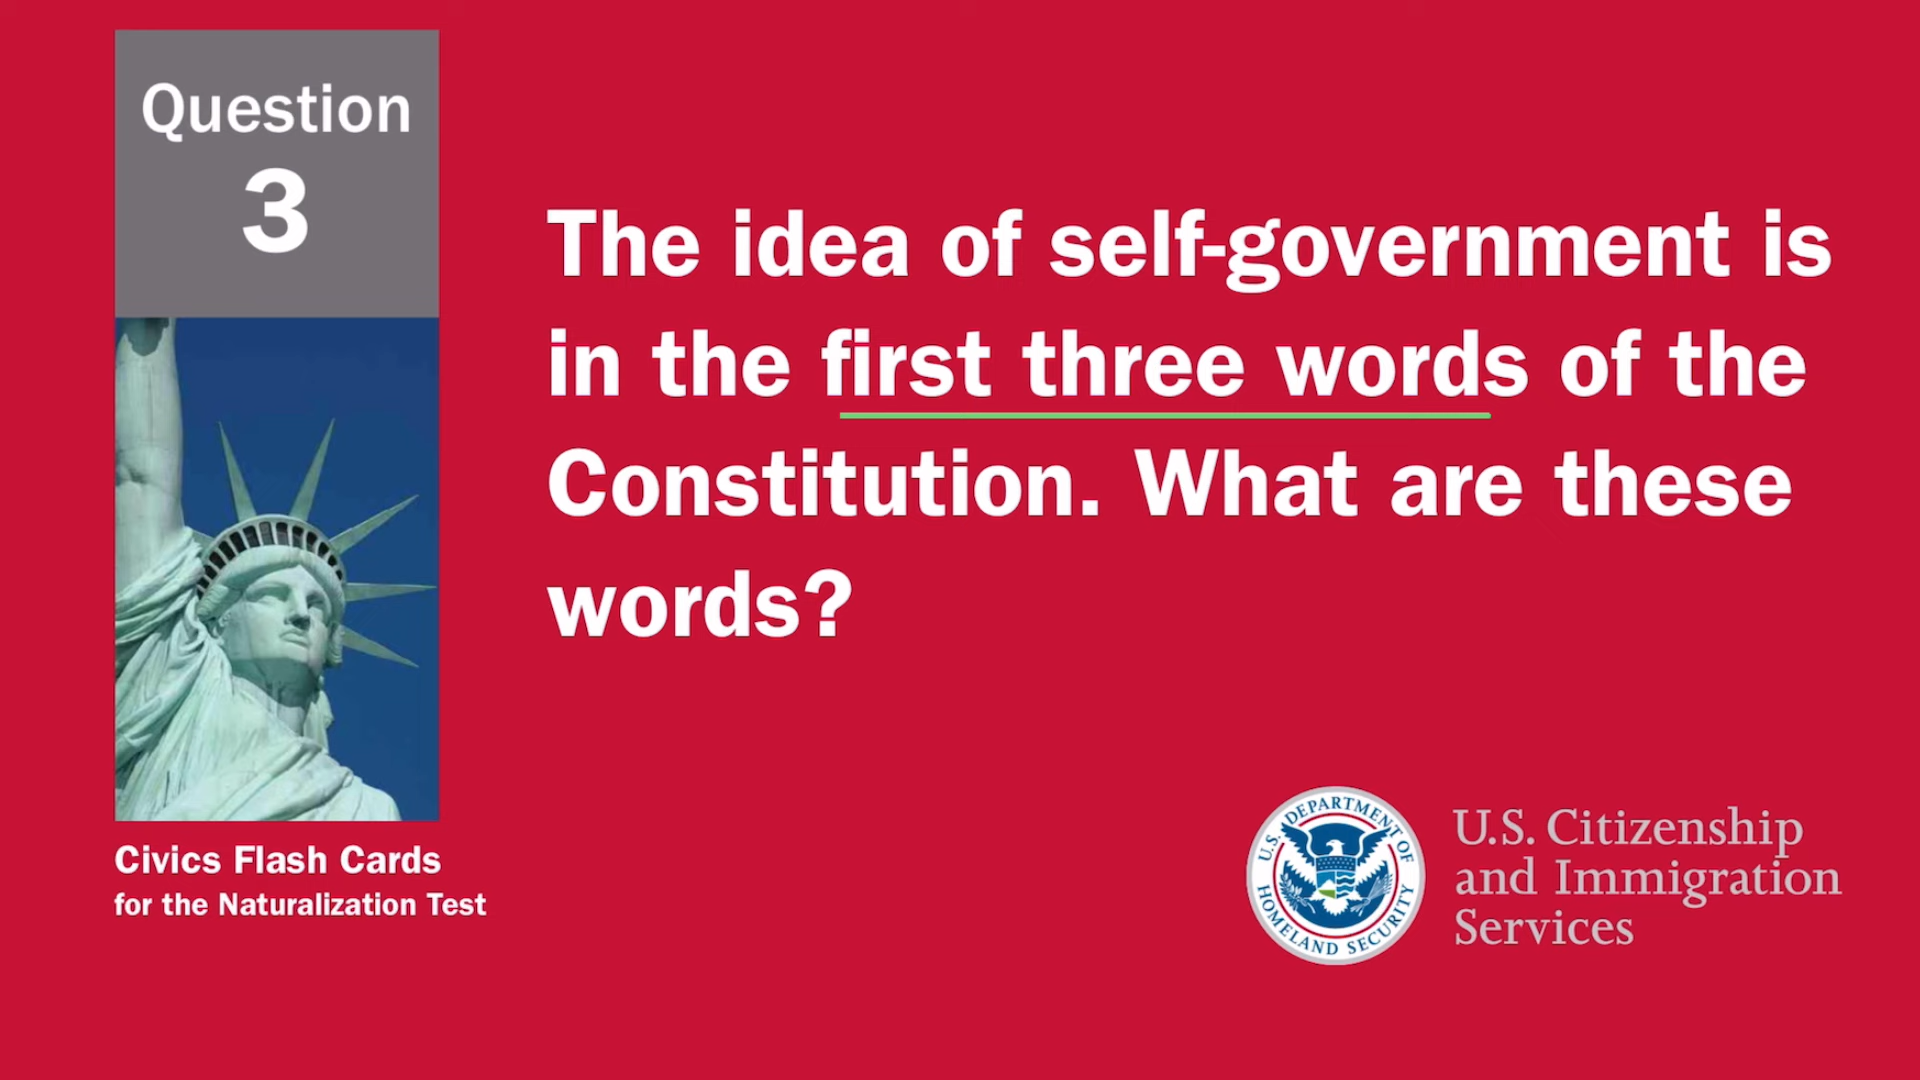 Question
3
The idea of self-government is
in the first three words of the
Constitution. What are these
words?
Civics Flash Cards
for the Naturalization Test
U.S. DEPARTMENT OF
HOMELAND SECURITY
U.S. Citizenship
and Immigration
Services